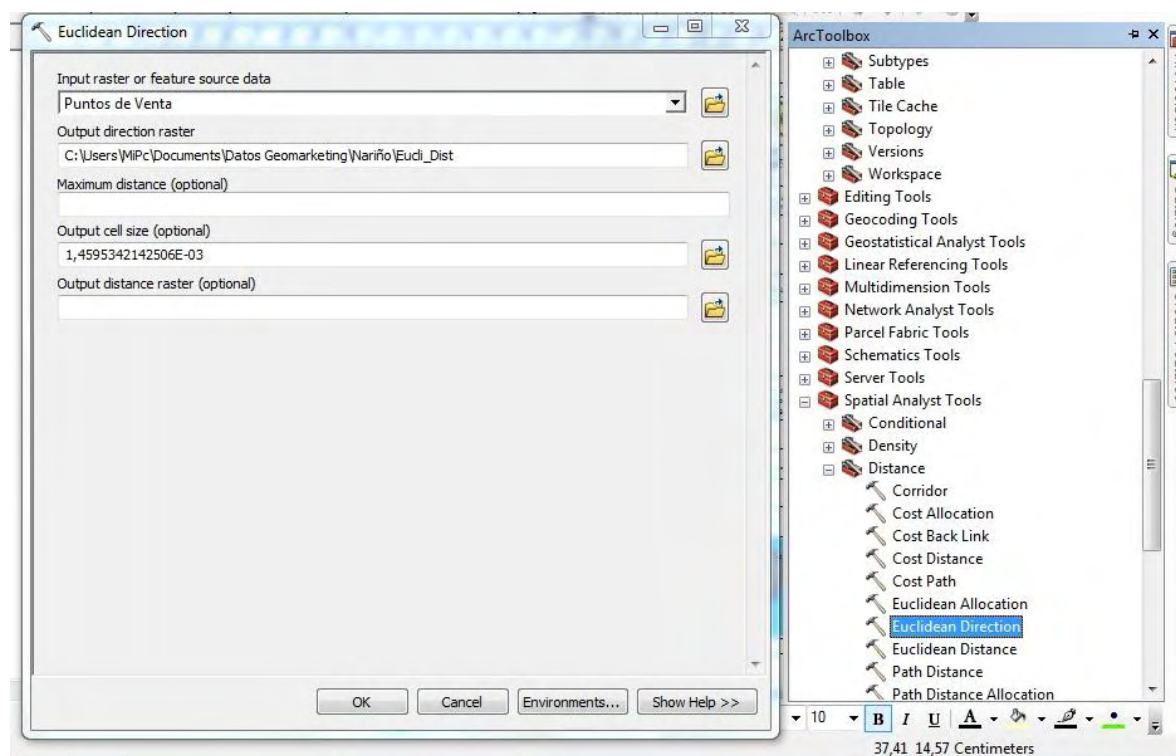 Euclidean Direction
Input raster or feature source data
Puntos de Venta
Output direction raster
C:\Users\MiPc\Documents\Datos Geomarketing\Nariño\Eucli_Dist
Maximum distance (optional)
Output cell size (optional)
1,4595342142506E-03
Output distance raster (optional)
OK
Cancel
Environments...
Show Help >>
ArcToolbox
Subtypes
Table
Tile Cache
Topology
Versions
Workspace
Editing Tools
Geocoding Tools
Geostatistical Analyst Tools
Linear Referencing Tools
Multidimension Tools
Network Analyst Tools
Parcel Fabric Tools
Schematics Tools
Server Tools
Spatial Analyst Tools
Conditional
Density
Distance
Corridor
Cost Allocation
Cost Back Link
Cost Distance
Cost Path
Euclidean Allocation
Euclidean Direction
Euclidean Distance
Path Distance
Path Distance Allocation
10 B I U A
37,41 14,57 Centimeters